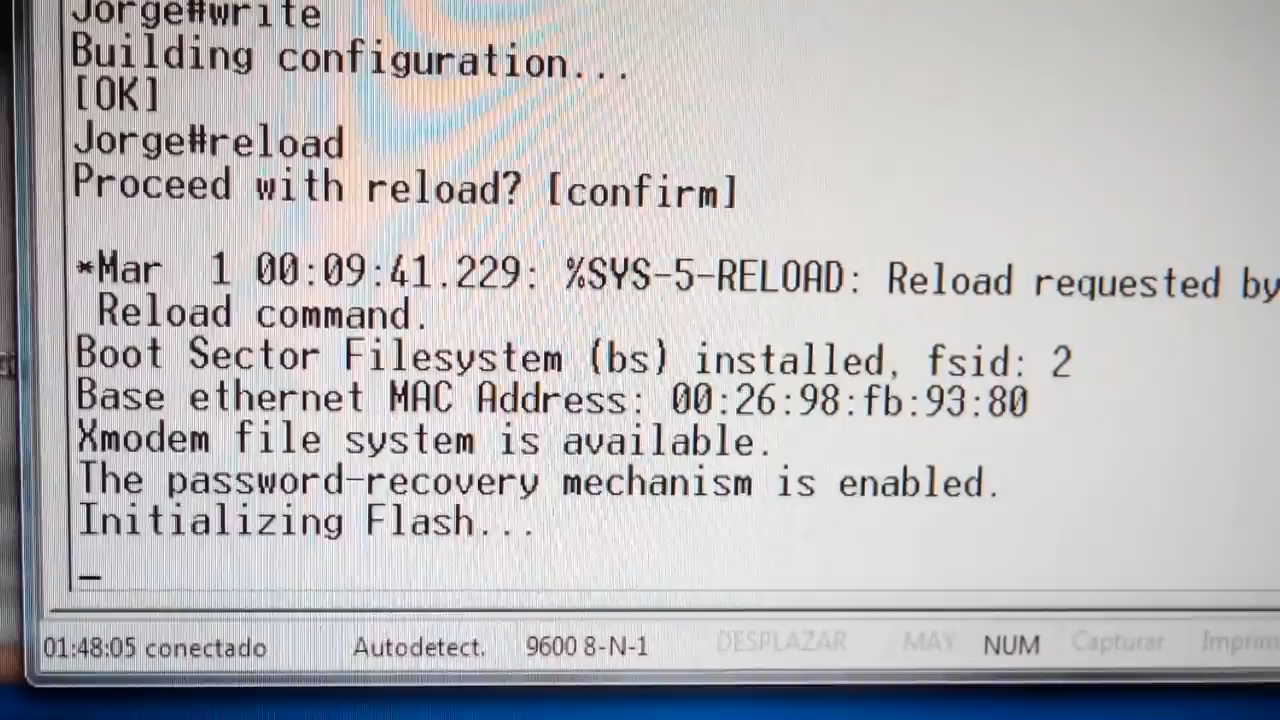 Jorge#write
Building configuration...
[OK]
Jorge#reload
Proceed with reload? [confirm]
*Mar  1 00:09:41.229: %SYS-5-RELOAD: Reload requested by
 Reload command.
Boot Sector Filesystem (bs) installed, fsid: 2
Base ethernet MAC Address: 00:26:98:fb:93:80
Xmodem file system is available.
The password-recovery mechanism is enabled.
Initializing Flash...
_
01:48:05 conectado Autodetect. 9600 8-N-1 DESPLAZAR MAY NUM Capturar